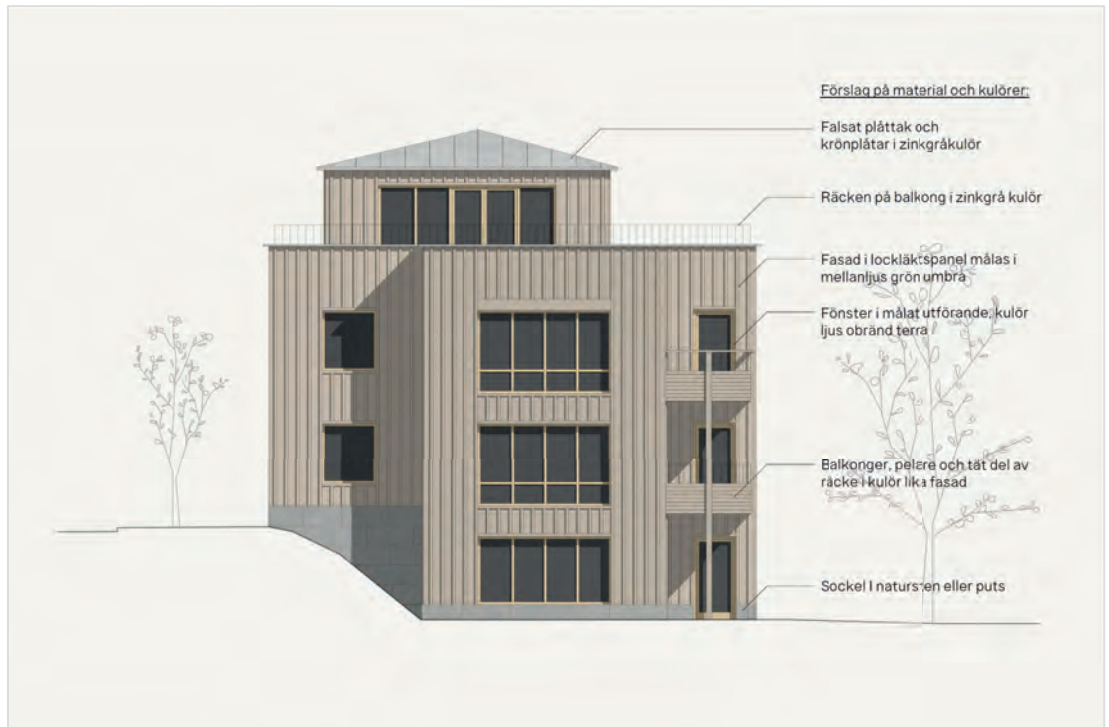 Förslag på material och kulörer:
Falsat plåttak och
krönplåtar i zinkgråkulör
Räcken på balkong i zinkgrå kulör
Fasad i lockläktspanel målas i
mellanljus grön umbra
Fönster i målat utförande, kulör
ljus obränd terra
Balkonger, pelare och tät del av
räcke i kulör lika fasad
Sockel I natursten eller puts